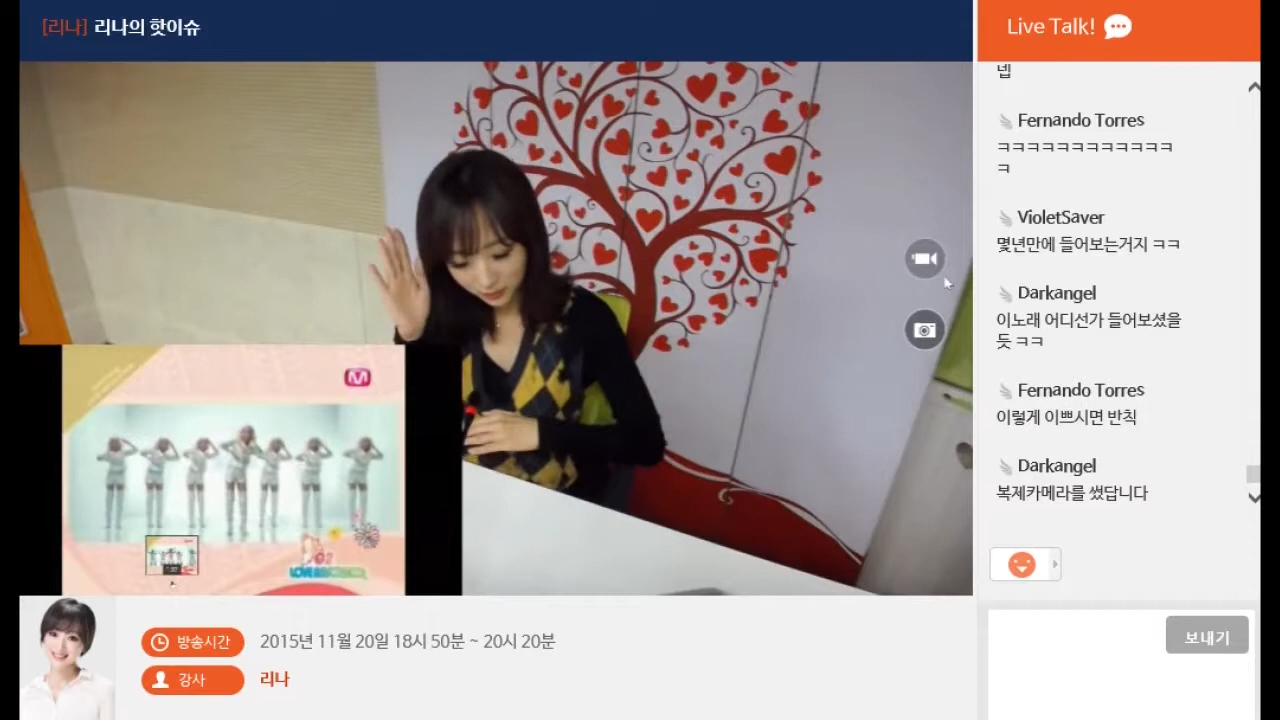 [리나] 리나의 핫이슈
Live Talk!
넵
Fernando Torres
ㅋㅋㅋㅋㅋㅋㅋㅋㅋㅋㅋㅋ
ㅋ
VioletSaver
몇년만에 들어보는거지 ㅋㅋ
Darkangel
이노래 어디선가 들어보셨을
듯 ㅋㅋ
Fernando Torres
이렇게 이쁘시면 반칙
Darkangel
복제카메라를 썼답니다
보내기
방송시간 2015년 11월 20일 18시 50분 ~ 20시 20분
강사 리나